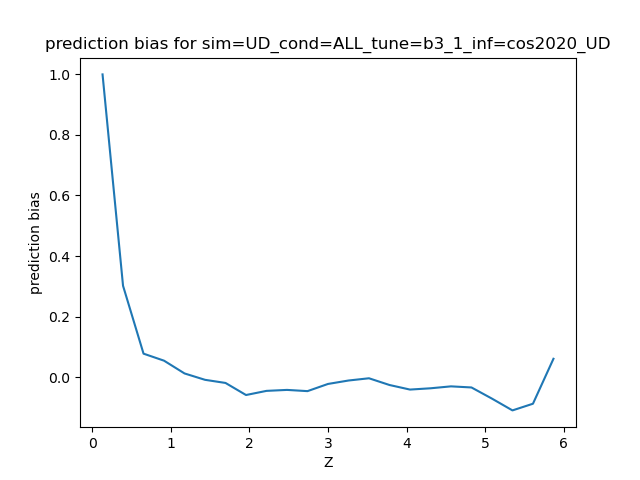 prediction bias for sim=UD_cond=ALL_tune=b3_1_inf=cos2020_UD
1.0
0.8
0.6
0.4
0.2
0.0
prediction bias
0 1 2 3 4 5 6
Z